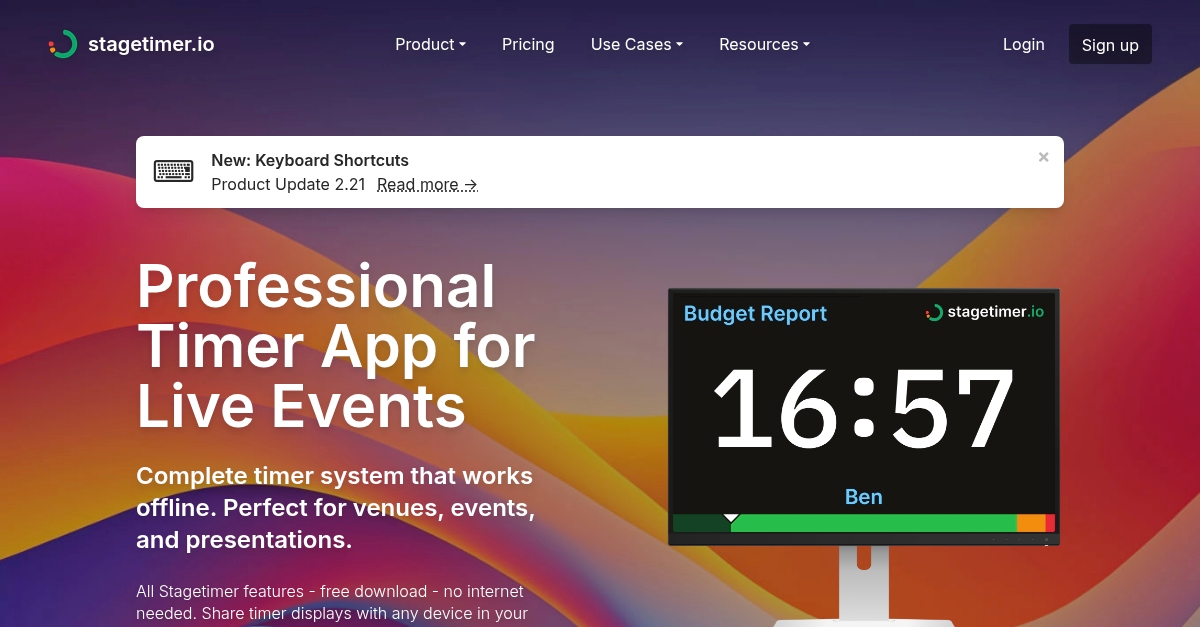 stagetimer.io
Product
Pricing
Use Cases
Resources
Login
Sign up
New: Keyboard Shortcuts
Product Update 2.21 Read more →
×
Professional
Timer App for
Live Events
Complete timer system that works
offline. Perfect for venues, events,
and presentations.
All Stagetimer features - free download - no internet
needed. Share timer displays with any device in your
Budget Report
stagetimer.io
16:57
Ben